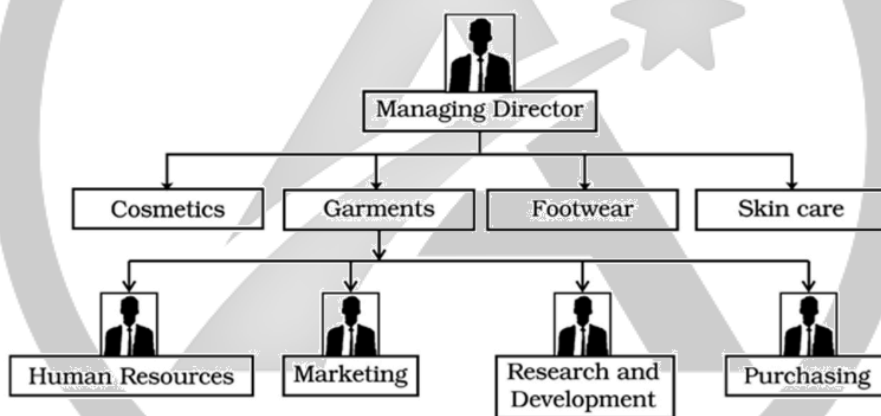 Managing Director
Cosmetics
Garments
Footwear
Skin care
Human Resources
Marketing
Research and
Development
Purchasing